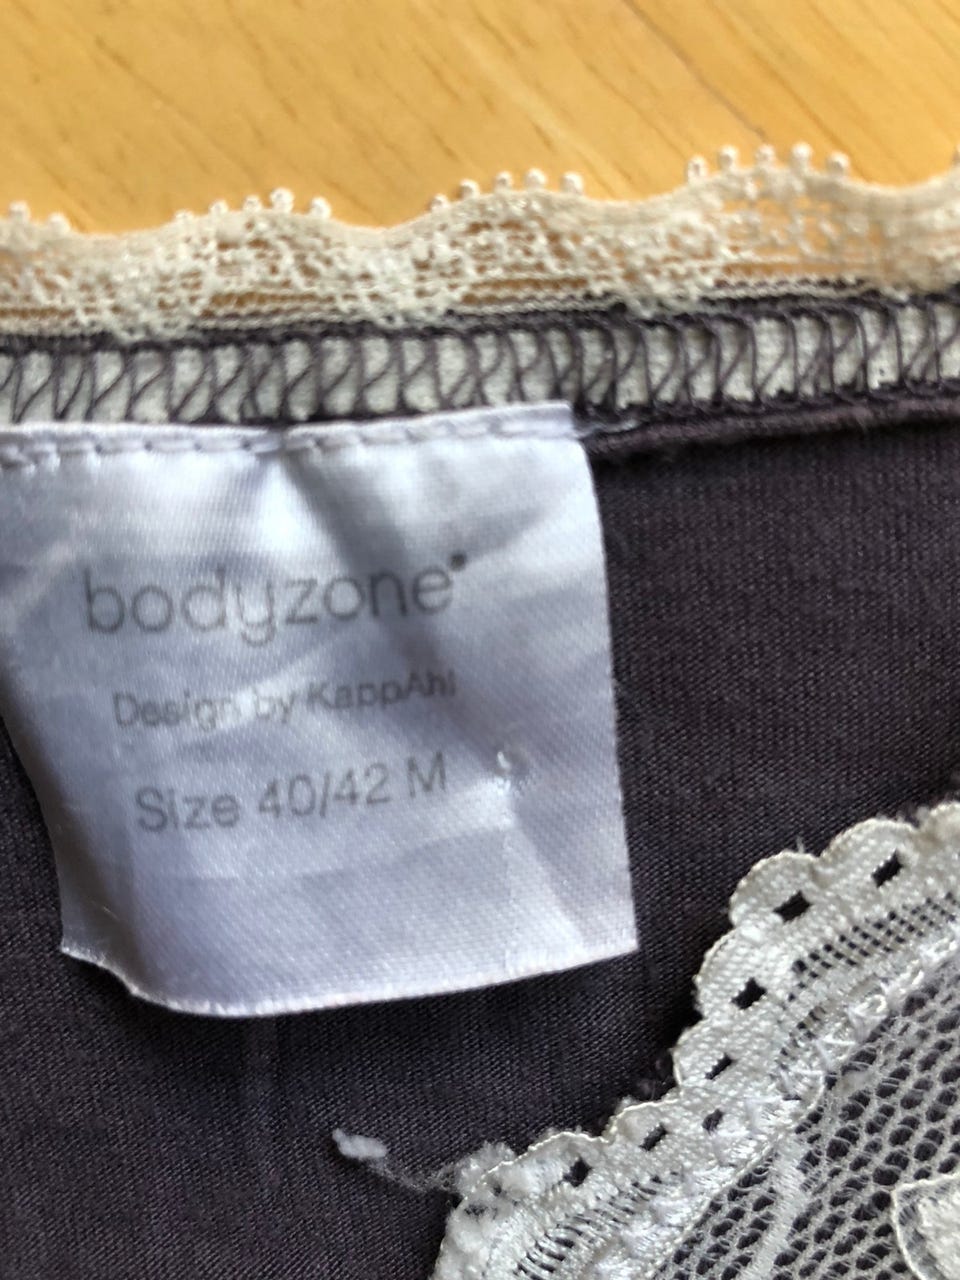 bodyzone
Design by KappAhl
Size 40/42 M